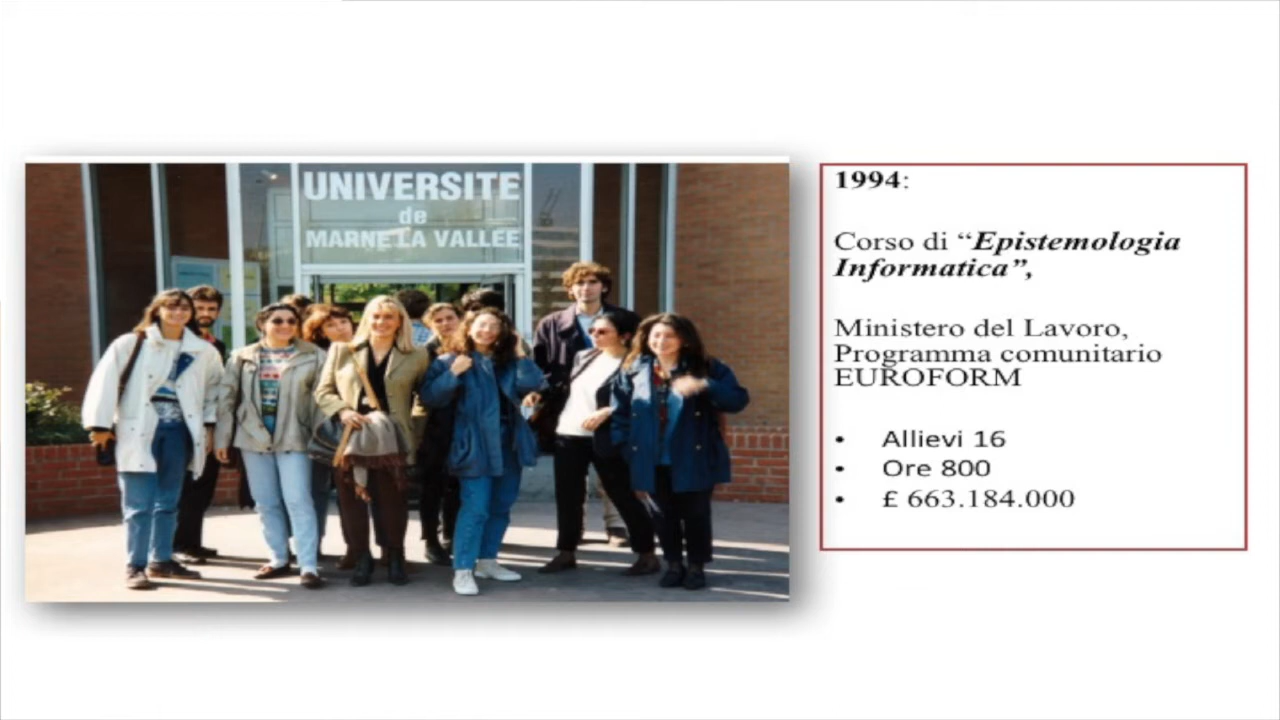 UNIVERSITE
de
MARNE LA VALLEE
1994:
Corso di “Epistemologia
Informatica”,
Ministero del Lavoro,
Programma comunitario
EUROFORM
• Allievi 16
• Ore 800
• £ 663.184.000